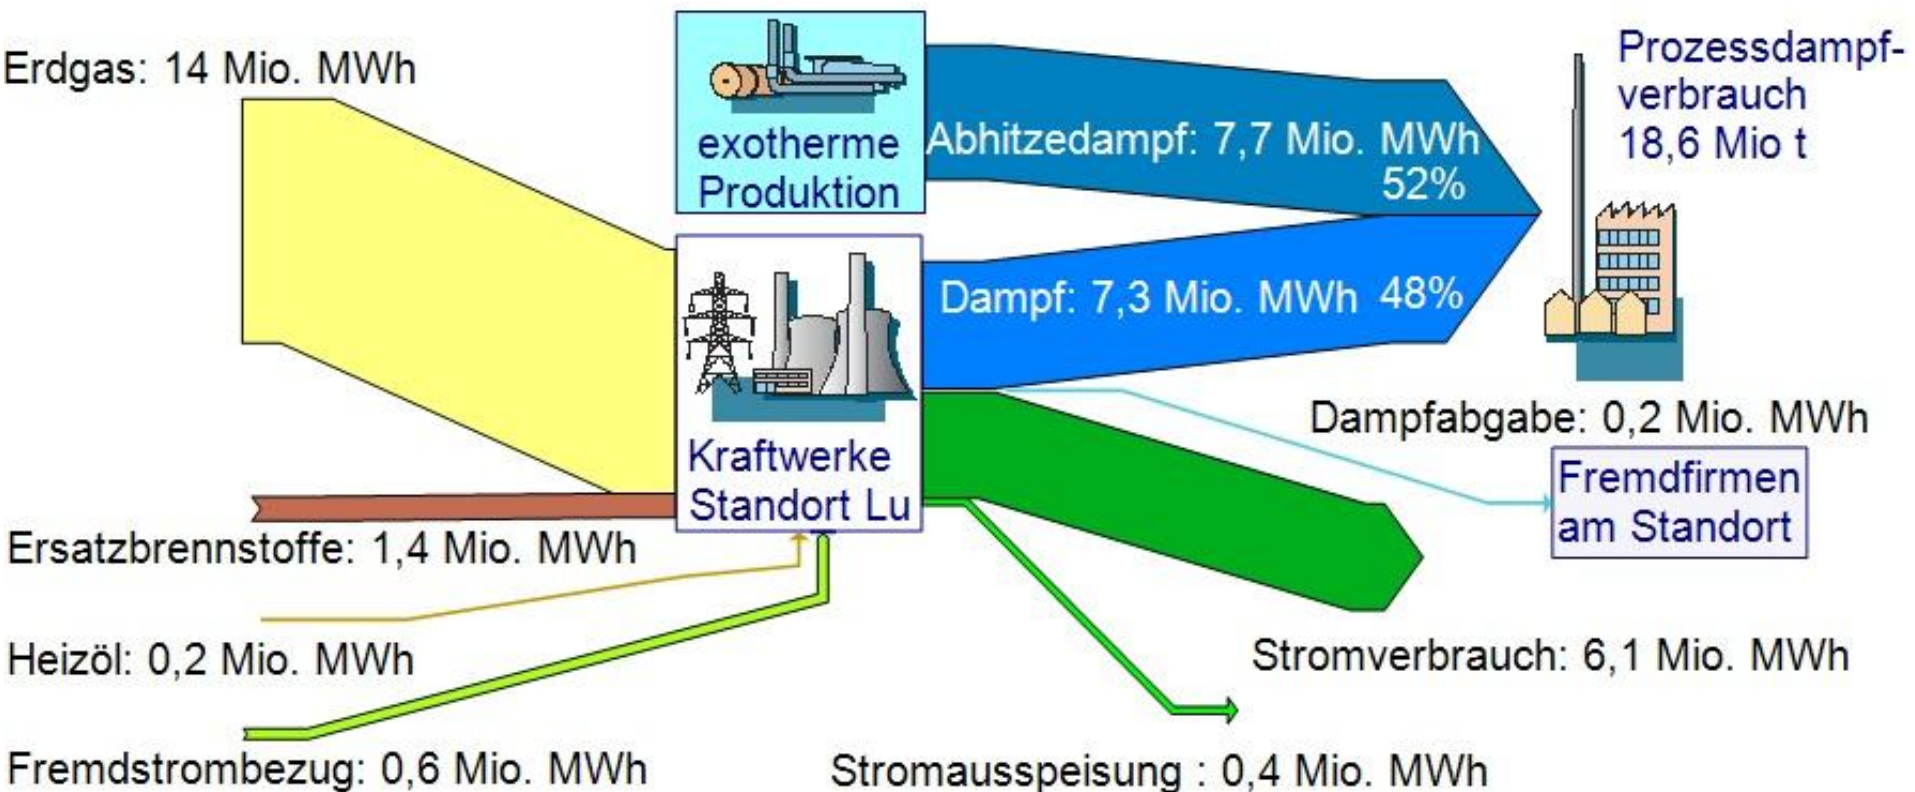 Erdgas: 14 Mio. MWh
exotherme
Produktion
Abhitzedampf: 7,7 Mio. MWh
52%
Prozessdampf-
verbrauch
18,6 Mio t
Dampf: 7,3 Mio. MWh 48%
Dampfabgabe: 0,2 Mio. MWh
Kraftwerke
Standort Lu
Fremdfirmen
am Standort
Ersatzbrennstoffe: 1,4 Mio. MWh
Heizöl: 0,2 Mio. MWh
Stromverbrauch: 6,1 Mio. MWh
Fremdstrombezug: 0,6 Mio. MWh
Stromausspeisung : 0,4 Mio. MWh